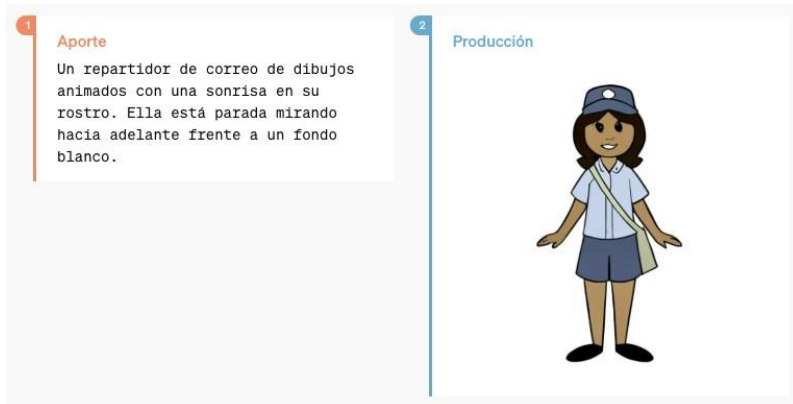 1
Aporte
Un repartidor de correo de dibujos
animados con una sonrisa en su
rostro. Ella está parada mirando
hacia adelante frente a un fondo
blanco.
2
Producción